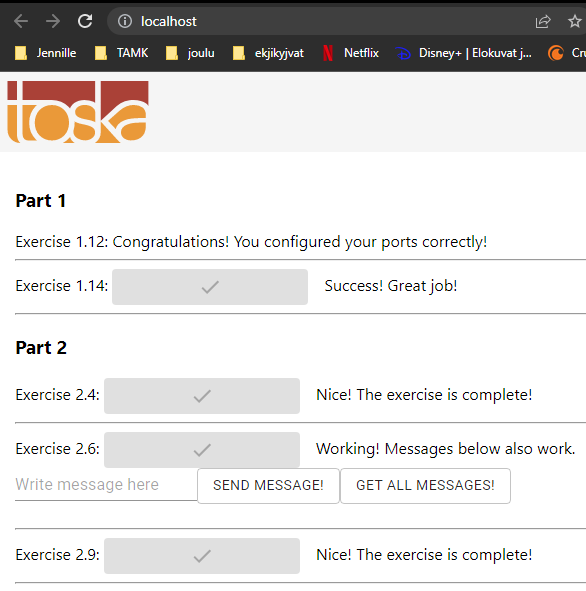 localhost
Jennille TAMK joulu ekjikyjvat Netflix Disney+ | Elokuvat j...
toska
Part 1
Exercise 1.12: Congratulations! You configured your ports correctly!
Exercise 1.14: Success! Great job!
Part 2
Exercise 2.4: Nice! The exercise is complete!
Exercise 2.6: Working! Messages below also work.
Write message here SEND MESSAGE! GET ALL MESSAGES!
Exercise 2.9: Nice! The exercise is complete!